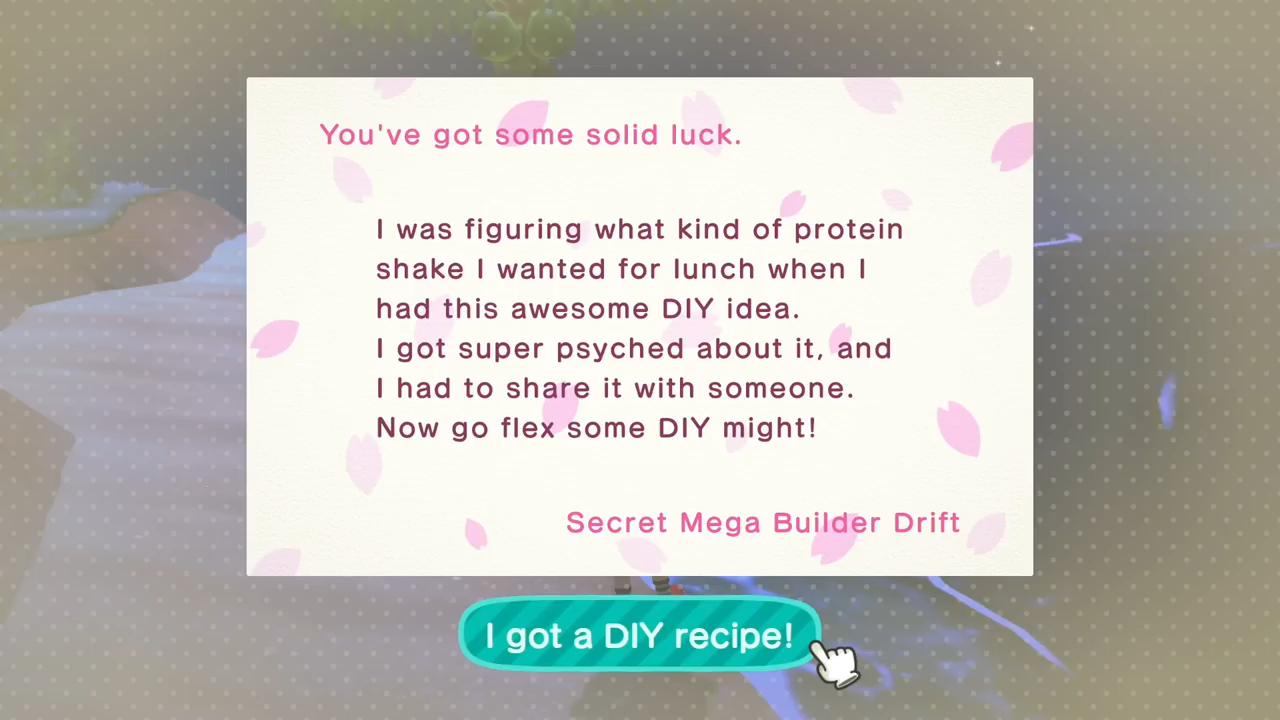 You've got some solid luck.
I was figuring what kind of protein
shake I wanted for lunch when I
had this awesome DIY idea.
I got super psyched about it, and
I had to share it with someone.
Now go flex some DIY might!
Secret Mega Builder Drift
I got a DIY recipe!